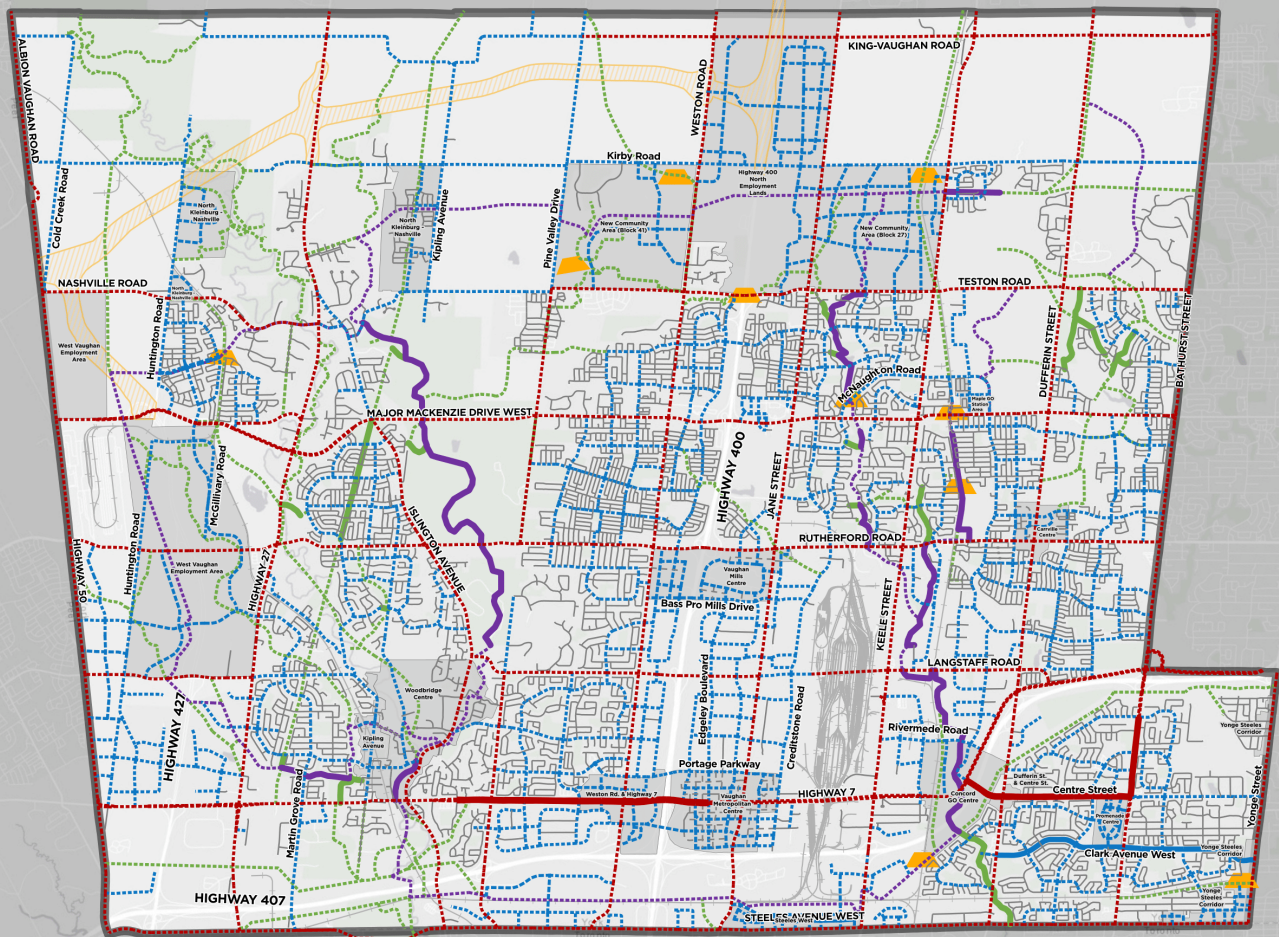 KING-VAUGHAN ROAD
ALBION VAUGHAN ROAD
WESTON ROAD
Kirby Road
Highway 400
North
Employment
Lands
Cold Creek Road
North
Kleinburg -
Nashville
North
Kleinburg -
Nashville
Kipling Avenue
Pine Valley Drive
New Community
Area (Block 41)
New Community
Area (Block 27)
NASHVILLE ROAD
North
Kleinburg -
Nashville
TESTON ROAD
Huntington Road
DUFFERIN STREET
BATHURST STREET
West Vaughan
Employment
Area
McNaughton Road
Maple GO
Station
Area
MAJOR MACKENZIE DRIVE WEST
McGillivary Road
HIGHWAY 400
JANE STREET
ISLINGTON AVENUE
HIGHWAY 50
Huntington Road
HIGHWAY 27
RUTHERFORD ROAD
Carrville
Centre
West Vaughan
Employment Area
Vaughan
Mills
Centre
Bass Pro Mills Drive
KEELE STREET
LANGSTAFF ROAD
Woodbridge
Centre
HIGHWAY 427
Edgeley Boulevard
Creditstone Road
Rivermede Road
Yonge Steeles
Corridor
Kipling
Avenue
Portage Parkway
Martin Grove Road
Weston Rd. & Highway 7
Vaughan
Metropolitan
Centre
HIGHWAY 7
Concord
GO Centre
Dufferin St.
& Centre St.
Centre Street
Promenade
Centre
Yonge Street
Clark Avenue West
Yonge Steeles
Corridor
HIGHWAY 407
Yonge
Steeles
Corridor
STEELES AVENUE WEST
Steeles West